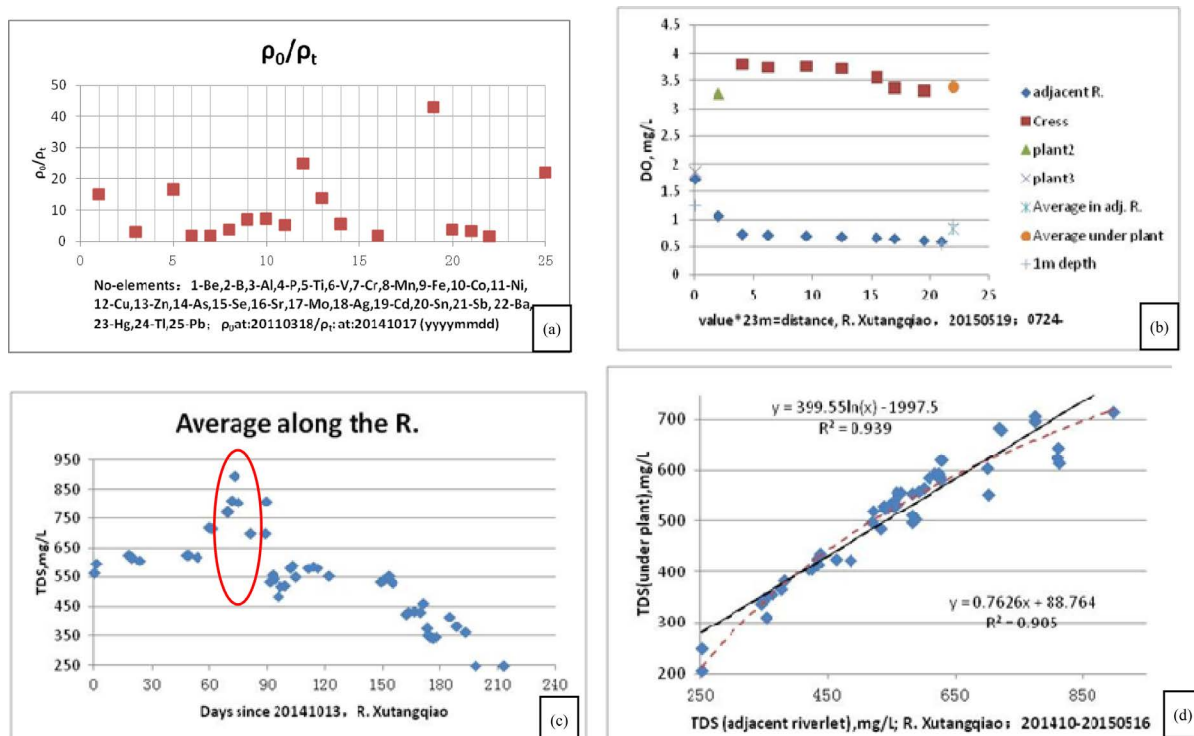 ρ₀/ρₜ
50
40
30
20
10
0
ρ₀/ρₜ
0 5 10 15 20 25
No-elements: 1-Be,2-B,3-Al,4-P,5-Ti,6-V,7-Cr,8-Mn,9-Fe,10-Co,11-Ni,
12-Cu,13-Zn,14-As,15-Se,16-Sr,17-Mo,18-Ag,19-Cd,20-Sn,21-Sb, 22-Ba,
23-Hg,24-Tl,25-Pb; ρ₀at:20110318/ρₜ: at:20141017 (yyyymmdd)
(a)
4.5
4
3.5
3
2.5
2
1.5
1
0.5
0
DO, mg/L
0 5 10 15 20 25
adjacent R.
Cress
plant2
plant3
Average in adj. R.
Average under plant
1m depth
value*23m=distance, R. Xutangqiao. 20150519; 0724-
(b)
Average along the R.
950
850
750
650
550
450
350
250
TDS,mg/L
0 30 60 90 120 150 180 210 240
Days since 20141013, R. Xutangqiao
(c)
700
600
500
400
300
200
TDS(under plant),mg/L
y = 399.55ln(x) - 1997.5
R² = 0.939
y = 0.7626x + 88.764
R² = 0.905
250 450 650 850
TDS (adjacent riverlet),mg/L; R. Xutangqiao: 201410-20150516
(d)